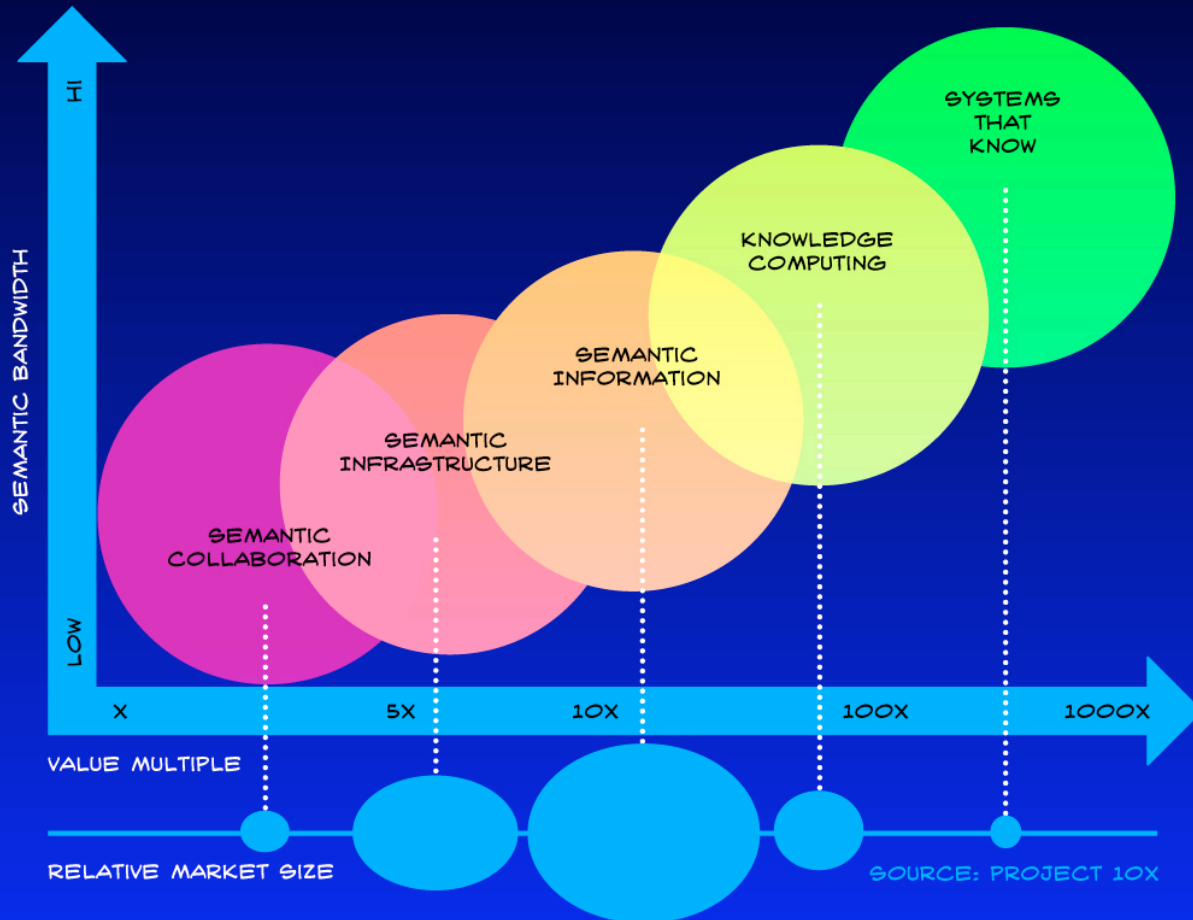 HI
SYSTEMS
THAT
KNOW
KNOWLEDGE
COMPUTING
SEMANTIC BANDWIDTH
SEMANTIC
INFORMATION
SEMANTIC
INFRASTRUCTURE
SEMANTIC
COLLABORATION
LOW
X 5X 10X 100X 1000X
VALUE MULTIPLE
RELATIVE MARKET SIZE
SOURCE: PROJECT 10X